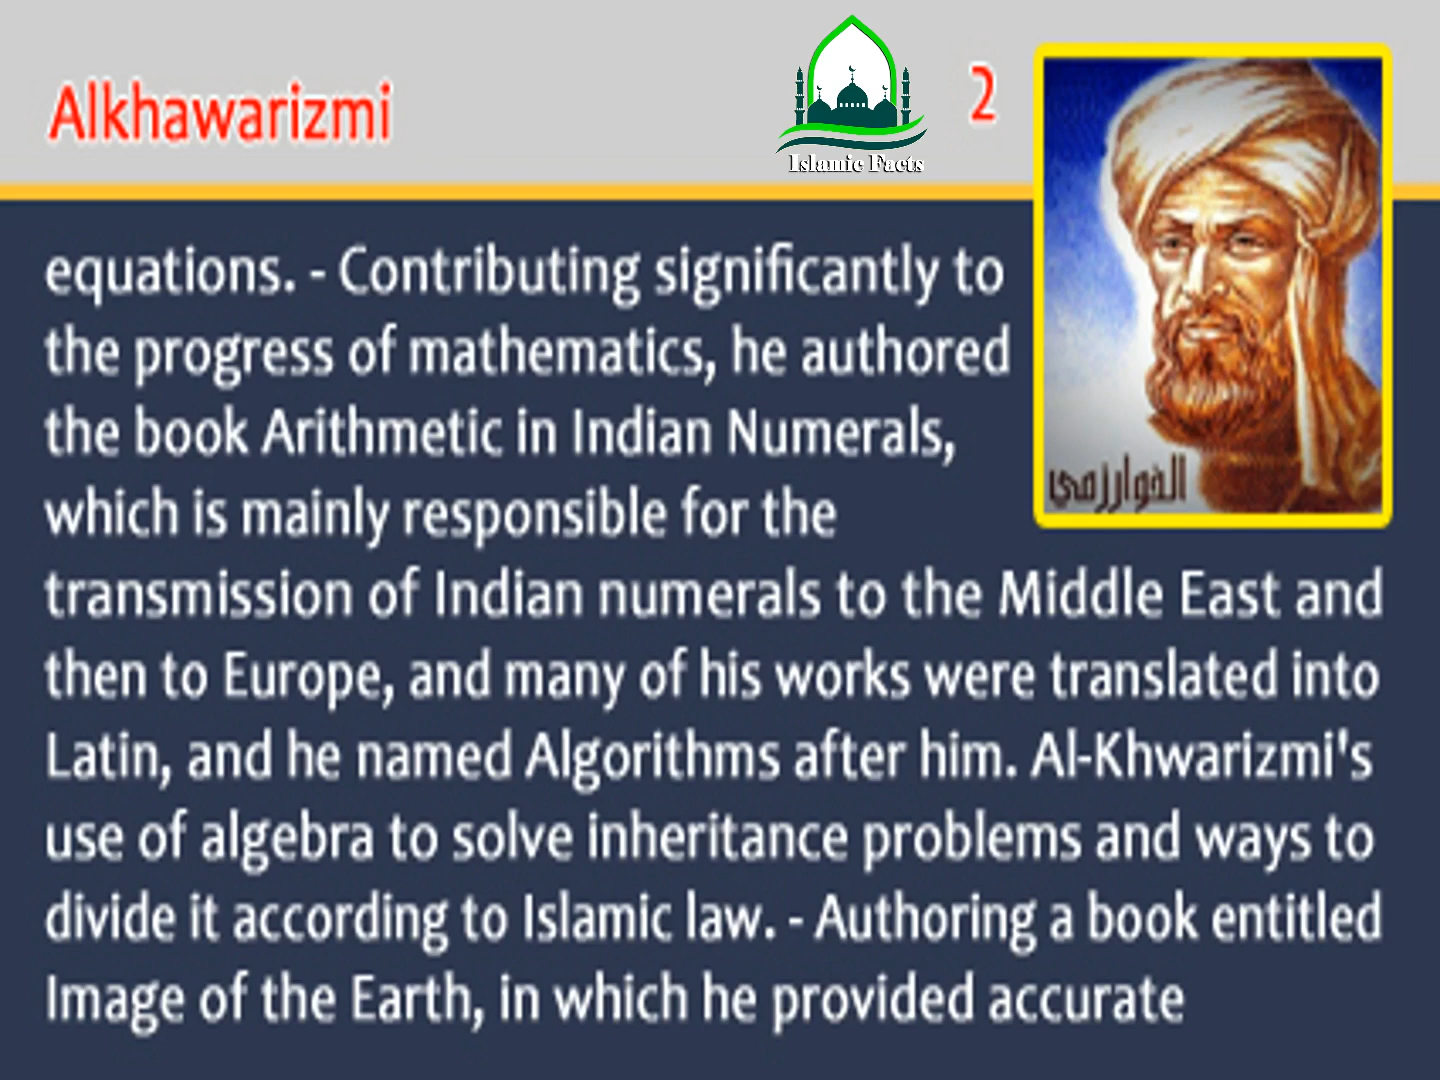 Alkhawarizmi
Islamic Facts
2
الخوارزمي
equations. - Contributing significantly to
the progress of mathematics, he authored
the book Arithmetic in Indian Numerals,
which is mainly responsible for the
transmission of Indian numerals to the Middle East and
then to Europe, and many of his works were translated into
Latin, and he named Algorithms after him. Al-Khwarizmi's
use of algebra to solve inheritance problems and ways to
divide it according to Islamic law. - Authoring a book entitled
Image of the Earth, in which he provided accurate